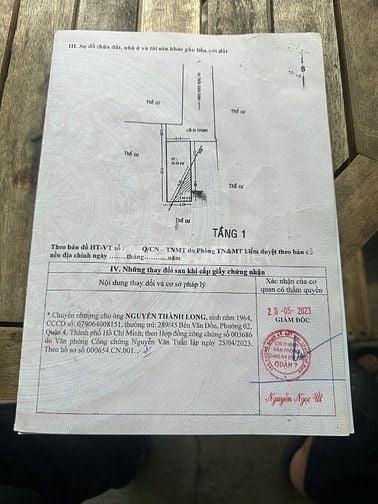 III. Sơ đồ thửa đất, nhà ở và tài sản khác gắn liền với đất
B
THỔ CƯ
THỔ CƯ
LỐI ĐI CHUNG
THỔ CƯ
THỔ CƯ
THỔ CƯ
TẦNG 1
Theo bản đồ HT-VT số : Q/CN - TNMT do Phòng TN&MT kiểm duyệt theo bản
nền địa chính ngày ........tháng..........năm
IV. Những thay đổi sau khi cấp giấy chứng nhận
Nội dung thay đổi và cơ sở pháp lý
Xác nhận của cơ
quan có thẩm quyền
* Chuyển nhượng cho ông NGUYỄN THÀNH LONG, sinh năm 1964,
CCCD số: 079064008151, thường trú: 289/45 Bến Vân Đồn, Phường 02,
Quận 4, Thành phố Hồ Chí Minh; theo Hợp đồng công chứng số 003686
do Văn phòng Công chứng Nguyễn Văn Tuấn lập ngày 25/04/2023.
Theo hồ sơ số 000654.CN.001.
-05- 2023
GIÁM ĐỐC
CHI NHÁNH
VĂN PHÒNG
QUẬN 7
Nguyễn Ngọc Út